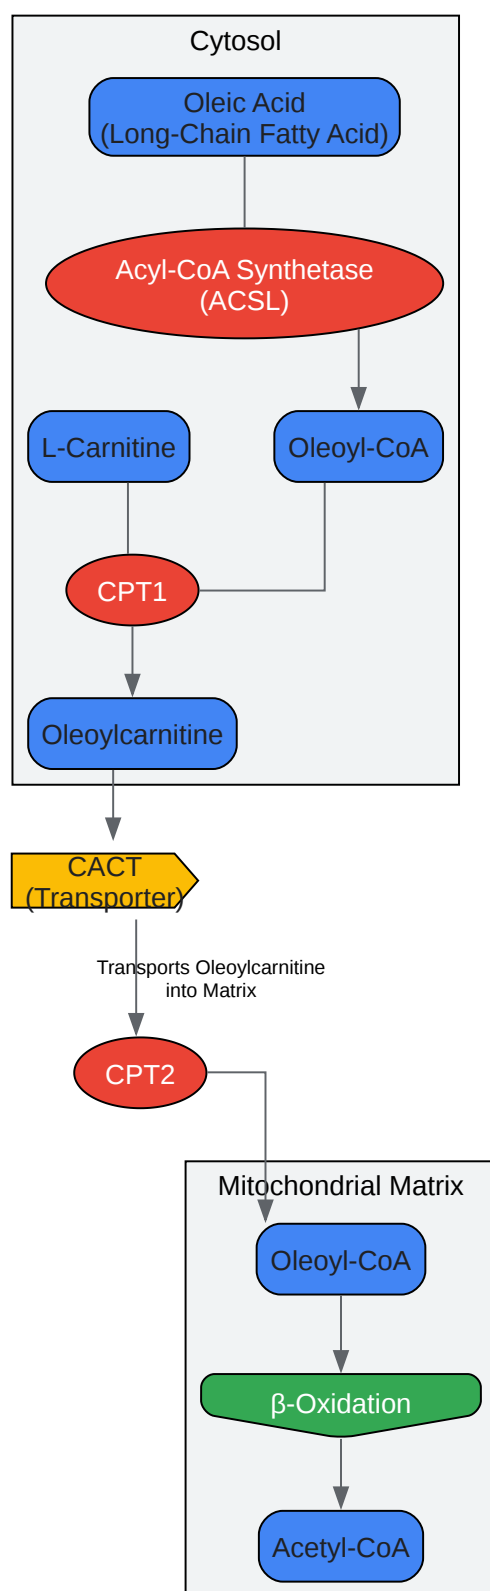 Cytosol
Oleic Acid
(Long-Chain Fatty Acid)
Acyl-CoA Synthetase
(ACSL)
L-Carnitine
Oleoyl-CoA
CPT1
Oleoylcarnitine
CACT
(Transporter)
Transports Oleoylcarnitine
into Matrix
CPT2
Mitochondrial Matrix
Oleoyl-CoA
β-Oxidation
Acetyl-CoA